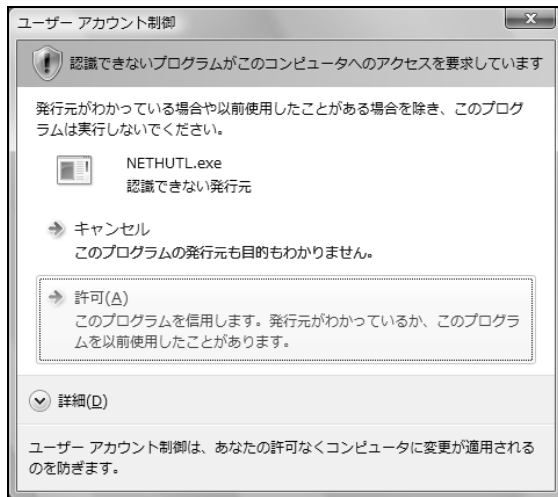 ユーザー アカウント制御
認識できないプログラムがこのコンピュータへのアクセスを要求しています
発行元がわかっている場合や以前使用したことがある場合を除き、このプログ
ラムは実行しないでください。
NETHUTL.exe
認識できない発行元
キャンセル
このプログラムの発行元も目的もわかりません。
許可(A)
このプログラムを信用します。発行元がわかっているか、このプログラ
ムを以前使用したことがあります。
詳細(D)
ユーザー アカウント制御は、あなたの許可なくコンピュータに変更が適用される
のを防ぎます。